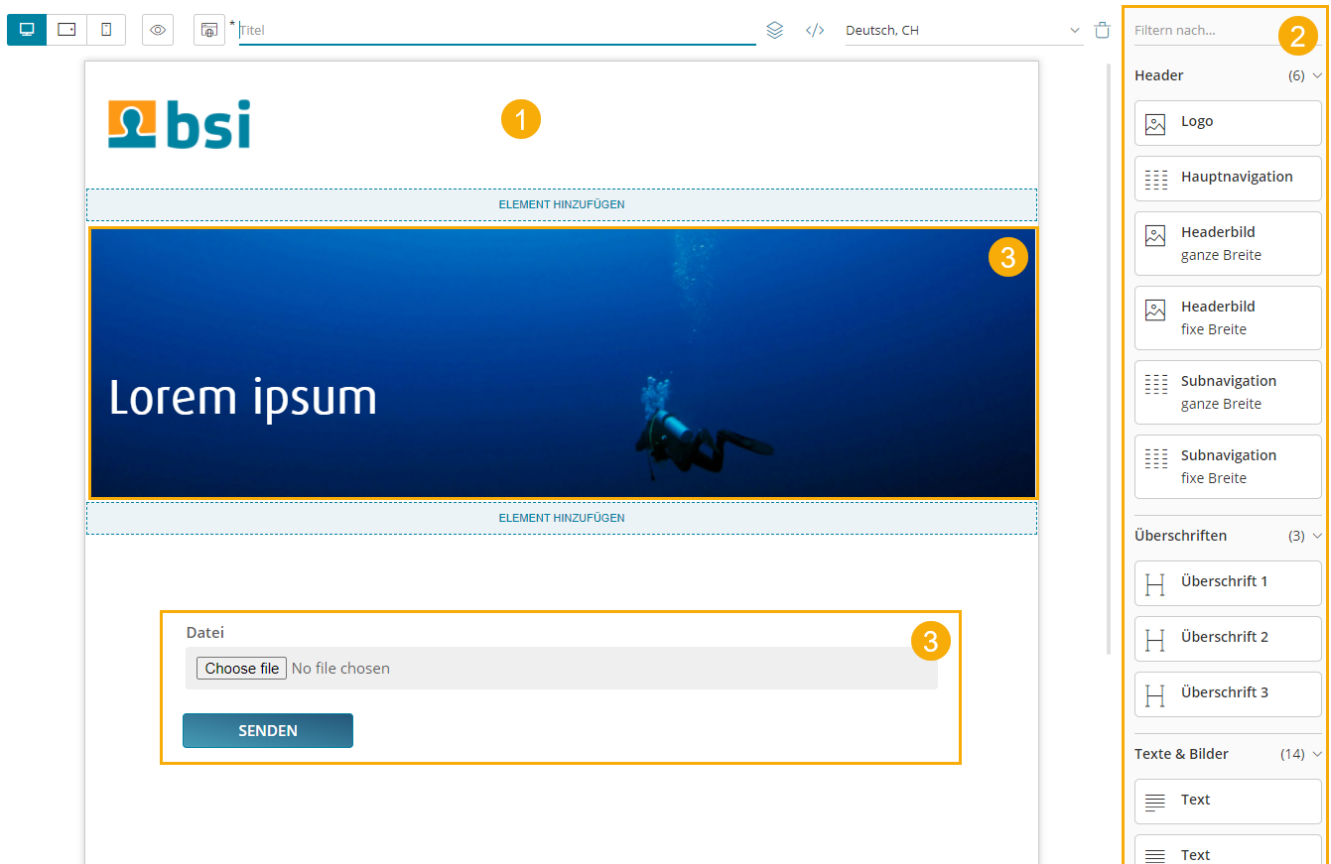 * Titel
</>
Deutsch, CH
bsi
1
ELEMENT HINZUFÜGEN
3
Lorem ipsum
ELEMENT HINZUFÜGEN
Datei
3
Choose file No file chosen
SENDEN
Filtern nach...
2
Header (6)
Logo
Hauptnavigation
Headerbild
ganze Breite
Headerbild
fixe Breite
Subnavigation
ganze Breite
Subnavigation
fixe Breite
Überschriften (3)
Überschrift 1
Überschrift 2
Überschrift 3
Texte & Bilder (14)
Text
Text